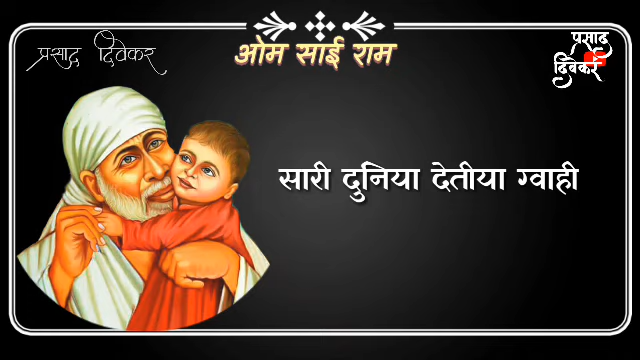 प्रसाद दिवेकर
ओम साई राम
प्रसाद
दिवेकर
सारी दुनिया देतीया ग्वाही